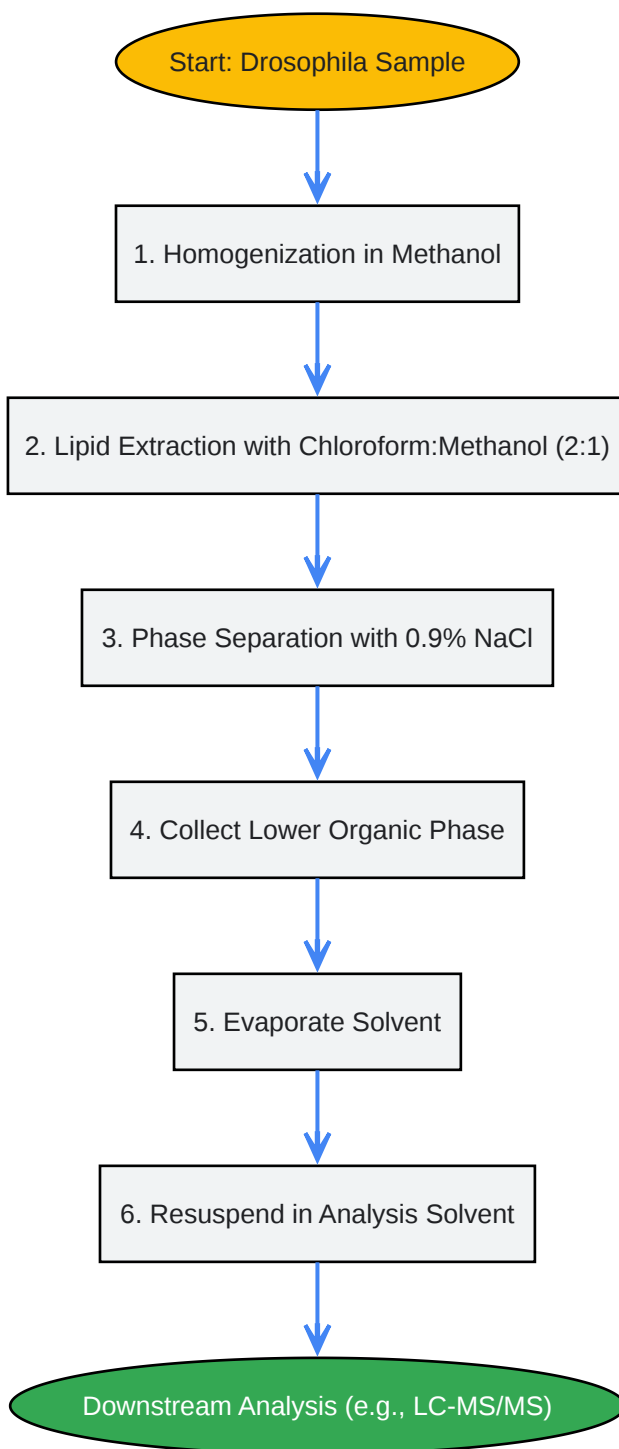 Start: Drosophila Sample
1. Homogenization in Methanol
2. Lipid Extraction with Chloroform:Methanol (2:1)
3. Phase Separation with 0.9% NaCl
4. Collect Lower Organic Phase
5. Evaporate Solvent
6. Resuspend in Analysis Solvent
Downstream Analysis (e.g., LC-MS/MS)